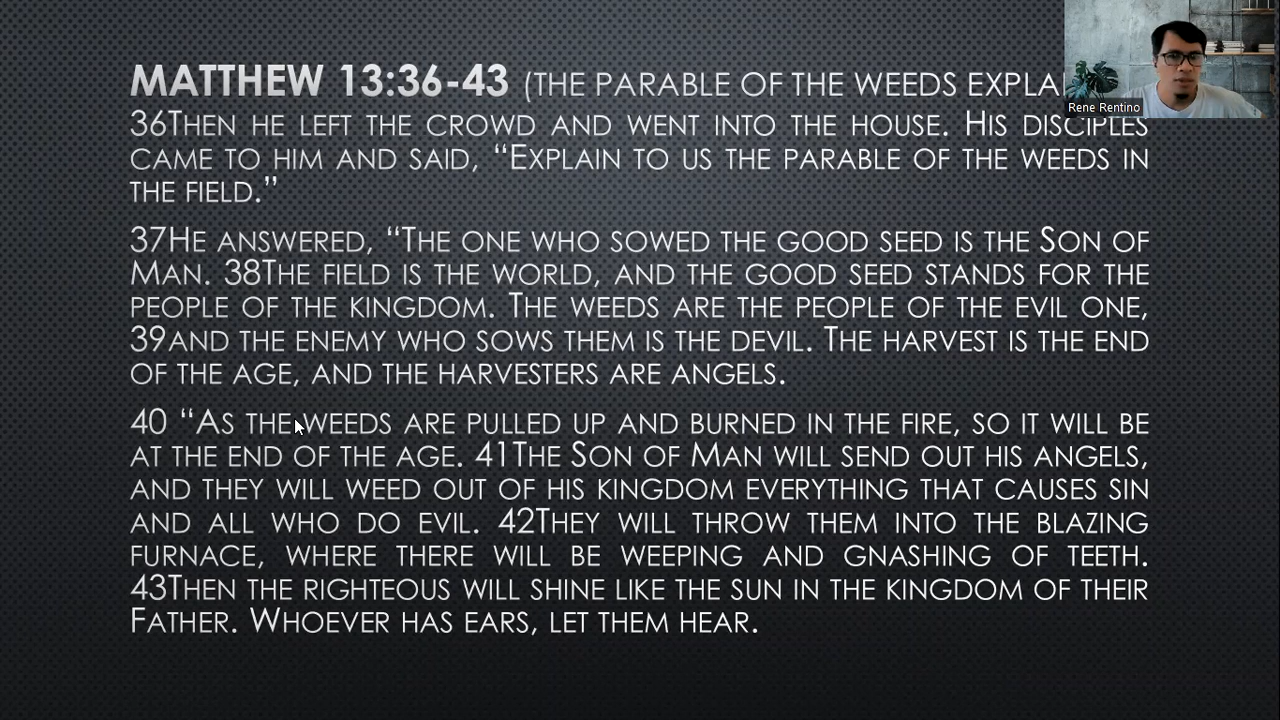 MATTHEW 13:36-43 (THE PARABLE OF THE WEEDS EXPLA
Rene Rentino
36THEN HE LEFT THE CROWD AND WENT INTO THE HOUSE. HIS DISCIPLES
CAME TO HIM AND SAID, “EXPLAIN TO US THE PARABLE OF THE WEEDS IN
THE FIELD.”
37HE ANSWERED, “THE ONE WHO SOWED THE GOOD SEED IS THE SON OF
MAN. 38THE FIELD IS THE WORLD, AND THE GOOD SEED STANDS FOR THE
PEOPLE OF THE KINGDOM. THE WEEDS ARE THE PEOPLE OF THE EVIL ONE,
39AND THE ENEMY WHO SOWS THEM IS THE DEVIL. THE HARVEST IS THE END
OF THE AGE, AND THE HARVESTERS ARE ANGELS.
40 “AS THE WEEDS ARE PULLED UP AND BURNED IN THE FIRE, SO IT WILL BE
AT THE END OF THE AGE. 41THE SON OF MAN WILL SEND OUT HIS ANGELS,
AND THEY WILL WEED OUT OF HIS KINGDOM EVERYTHING THAT CAUSES SIN
AND ALL WHO DO EVIL. 42THEY WILL THROW THEM INTO THE BLAZING
FURNACE, WHERE THERE WILL BE WEEPING AND GNASHING OF TEETH.
43THEN THE RIGHTEOUS WILL SHINE LIKE THE SUN IN THE KINGDOM OF THEIR
FATHER. WHOEVER HAS EARS, LET THEM HEAR.